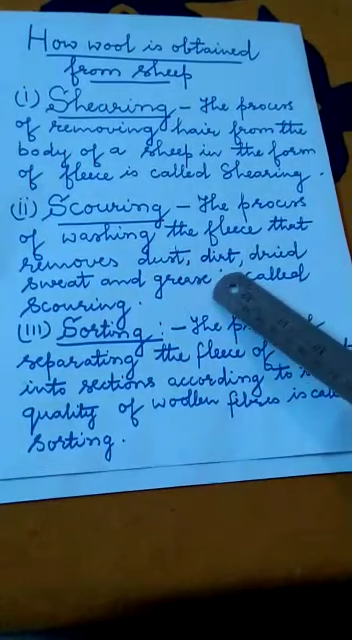 How wool is obtained
from sheep
(i) Shearing - The process
of removing hair from the
body of a sheep in the form
of fleece is called Shearing.
(ii) Scouring - The process
of washing the fleece that
removes dust, dirt, dried
sweat and grease called
scouring.
(iii) Sorting :- The
separating the fleece of
into sections according to
quality of woollen fibres is
sorting.